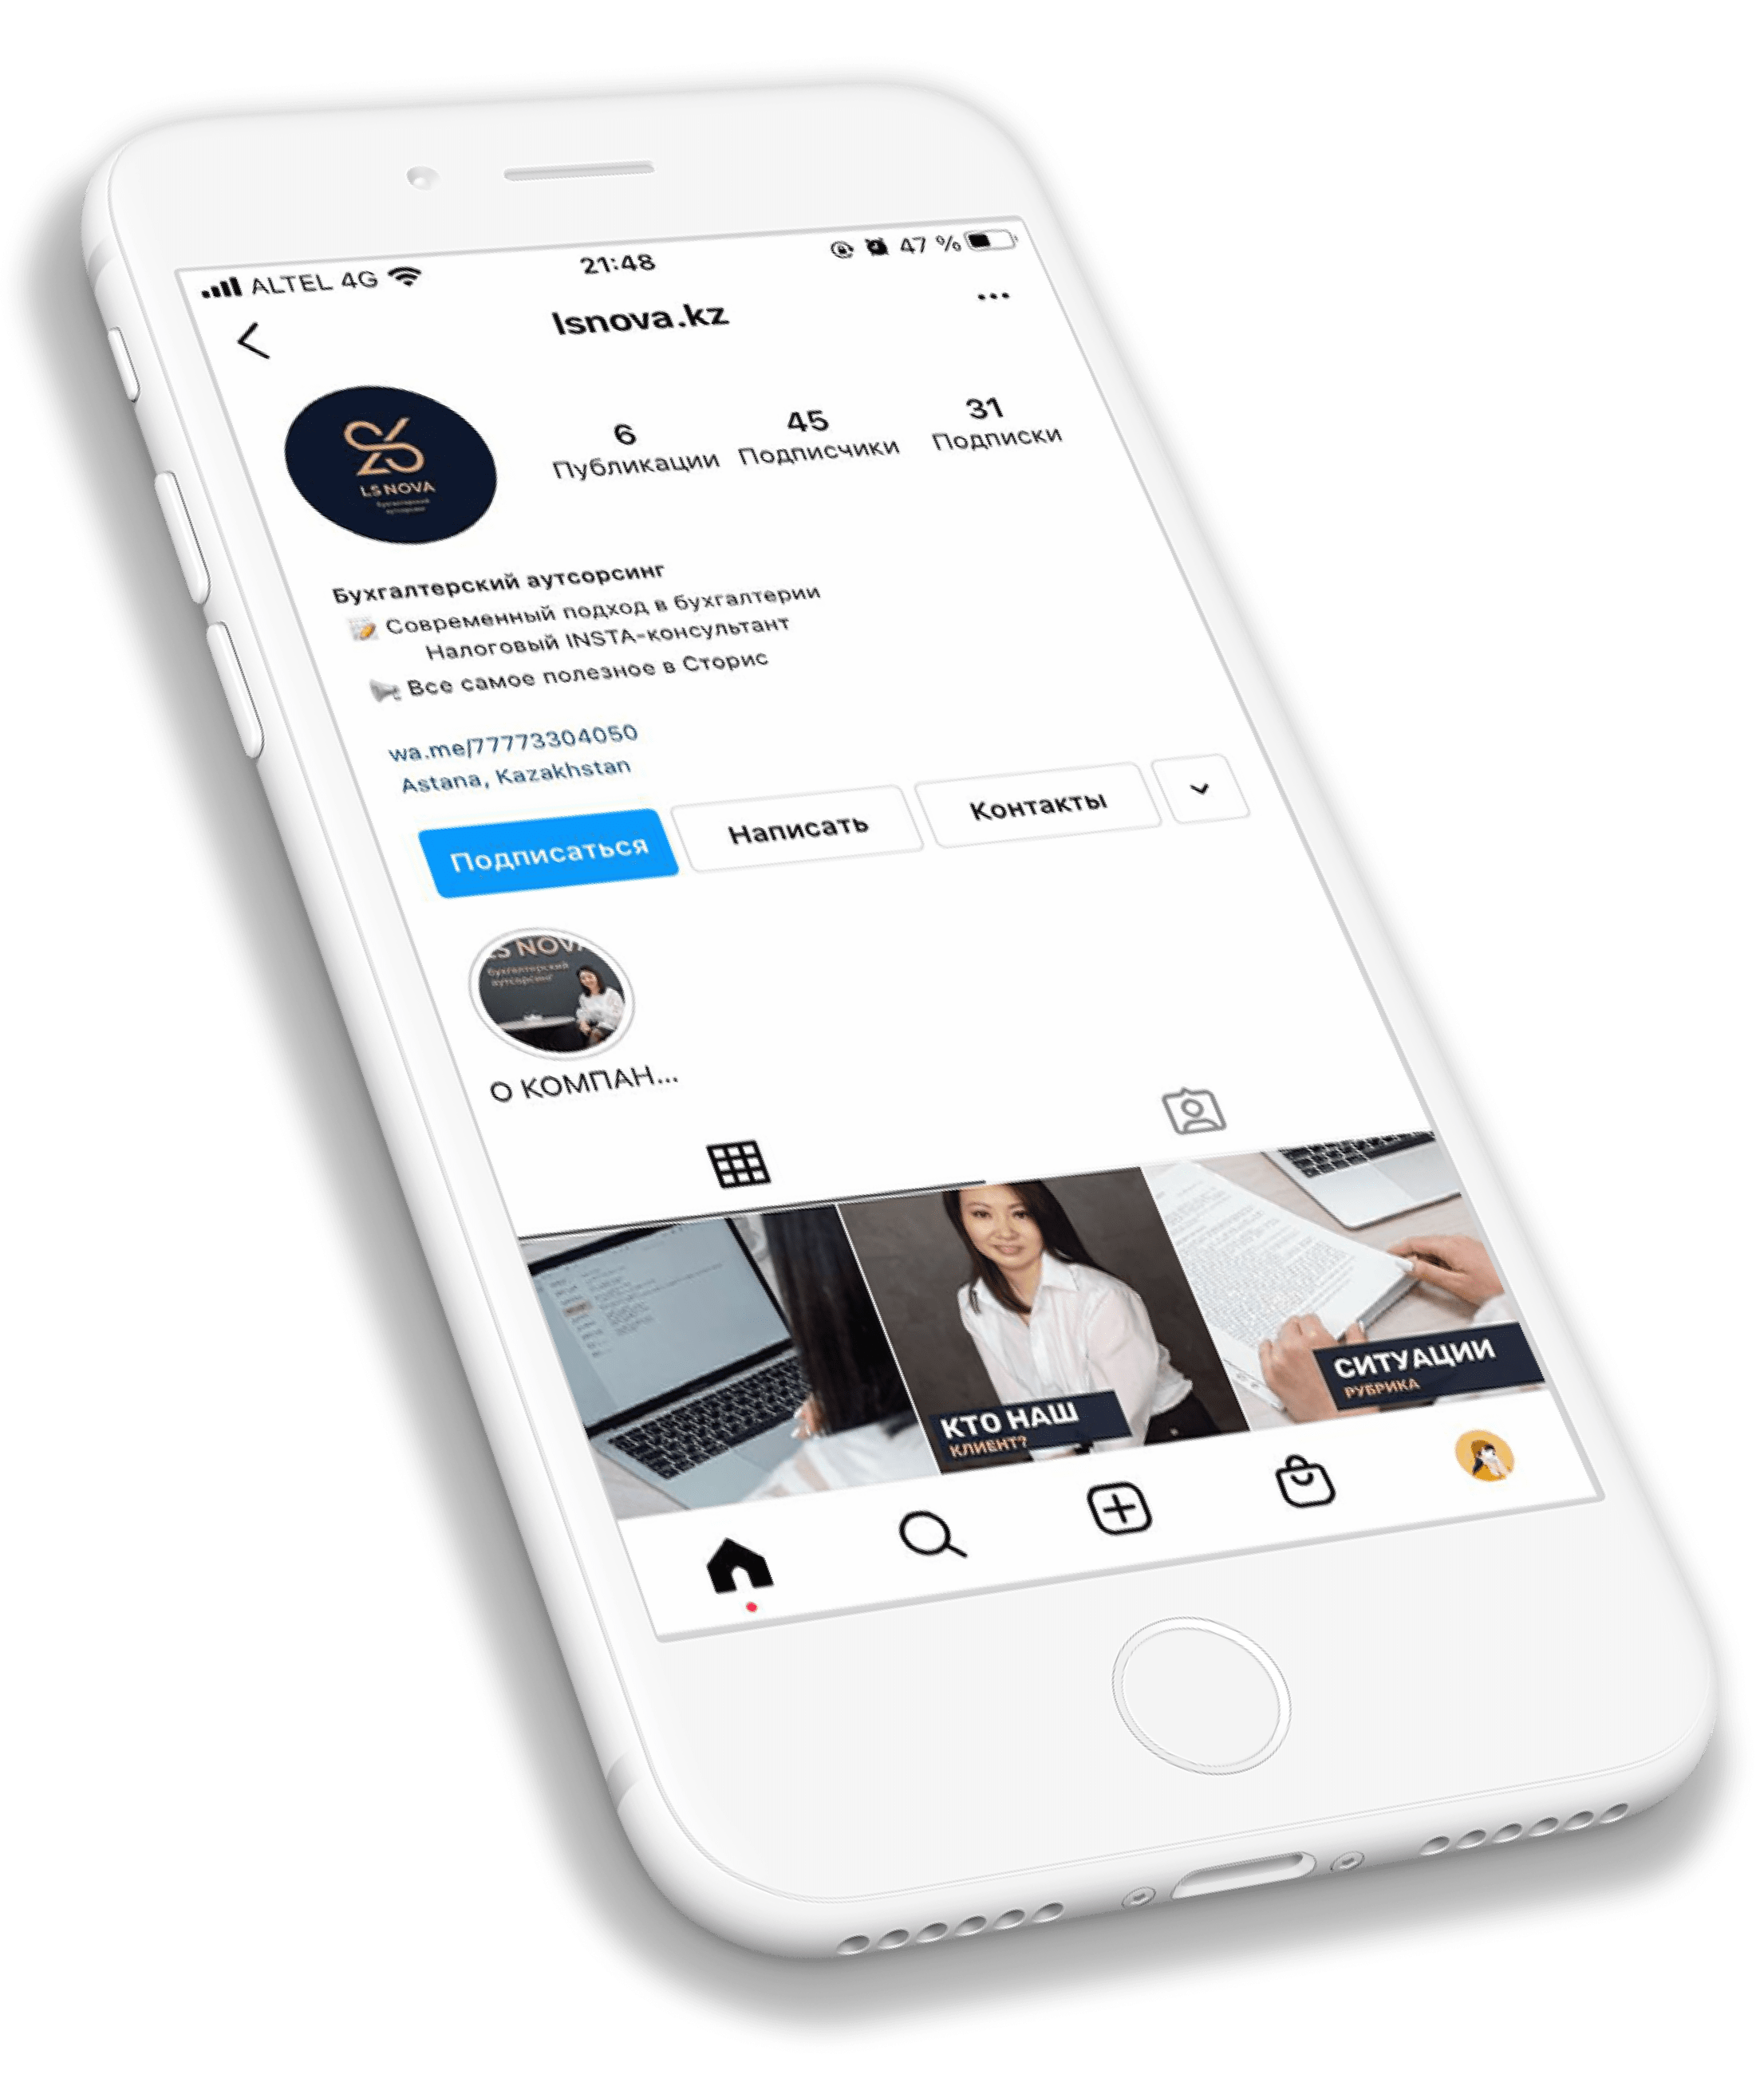 ALTEL 4G 21:48 47 %
lsnova.kz
LS NOVA
бухгалтерский
аутсорсинг
6 45 31
Публикации Подписчики Подписки
Бухгалтерский аутсорсинг
Современный подход в бухгалтерии
Налоговый INSTA-консультант
Все самое полезное в Сторис
wa.me/77773304050
Astana, Kazakhstan
Подписаться Написать Контакты
LS NOVA
бухгалтерский
аутсорсинг
О КОМПАН...
КТО НАШ
КЛИЕНТ?
СИТУАЦИИ
РУБРИКА